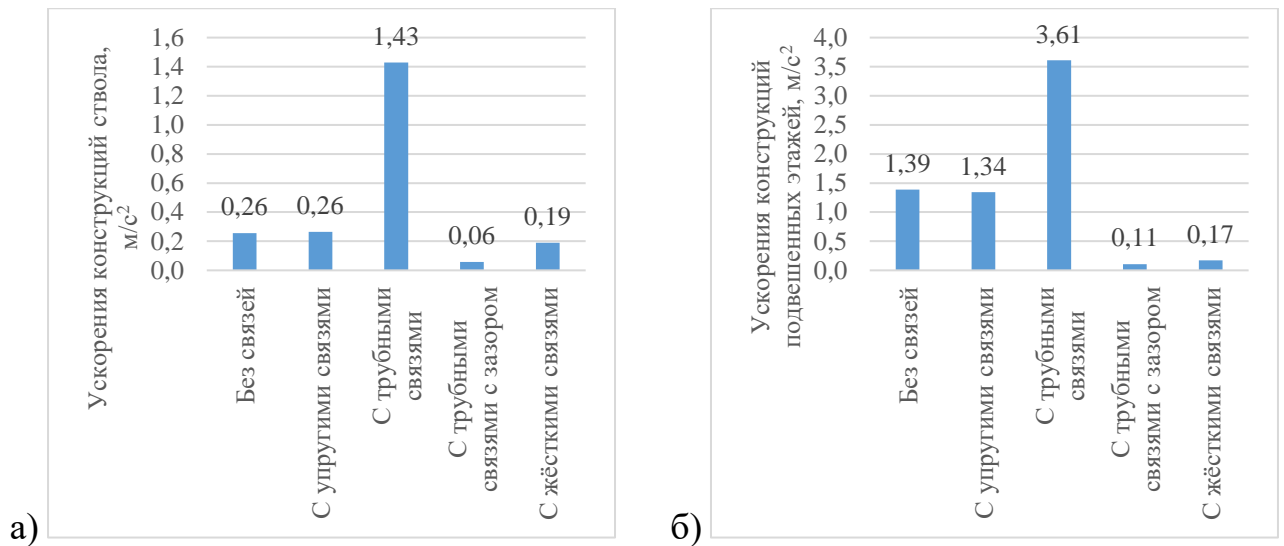 Ускорения конструкций ствола,
м/с²
1,6
1,4
1,2
1,0
0,8
0,6
0,4
0,2
0,0
0,26
0,26
1,43
0,06
0,19
Без связей
С упругими связями
С трубными
связями
С трубными
связями с зазором
С жёсткими связями
а)
Ускорения конструкций
подвешенных этажей, м/с²
4,0
3,5
3,0
2,5
2,0
1,5
1,0
0,5
0,0
1,39
1,34
3,61
0,11
0,17
Без связей
С упругими связями
С трубными
связями
С трубными
связями с зазором
С жёсткими связями
б)